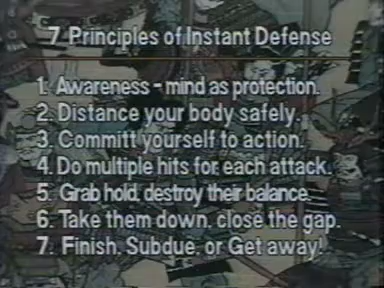 7 Principles of Instant Defense
1. Awareness - mind as protection.
2. Distance your body safely.
3. Committ yourself to action.
4. Do multiple hits for each attack.
5. Grab hold, destroy their balance.
6. Take them down, close the gap.
7. Finish, Subdue, or Get away!